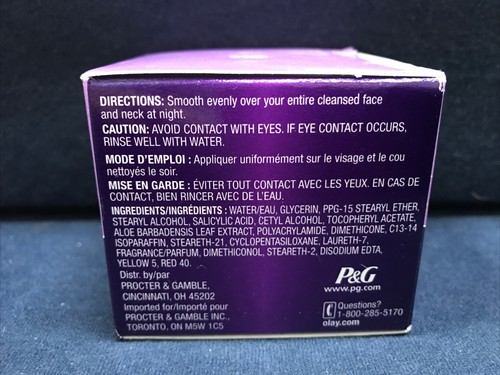 DIRECTIONS: Smooth evenly over your entire cleansed face
and neck at night.
CAUTION: AVOID CONTACT WITH EYES. IF EYE CONTACT OCCURS,
RINSE WELL WITH WATER.
MODE D'EMPLOI : Appliquer uniformément sur le visage et le cou
nettoyés le soir.
MISE EN GARDE : ÉVITER TOUT CONTACT AVEC LES YEUX. EN CAS DE
CONTACT, BIEN RINCER AVEC DE L'EAU.
INGREDIENTS/INGRÉDIENTS : WATER/EAU, GLYCERIN, PPG-15 STEARYL ETHER,
STEARYL ALCOHOL, SALICYLIC ACID, CETYL ALCOHOL, TOCOPHERYL ACETATE,
ALOE BARBADENSIS LEAF EXTRACT, POLYACRYLAMIDE, DIMETHICONE, C13-14
ISOPARAFFIN, STEARETH-21, CYCLOPENTASILOXANE, LAURETH-7,
FRAGRANCE/PARFUM, DIMETHICONOL, STEARETH-2, DISODIUM EDTA,
YELLOW 5, RED 40.
Distr. by/par
PROCTER & GAMBLE,
CINCINNATI, OH 45202
Imported for/Importé pour
PROCTER & GAMBLE INC.,
TORONTO, ON M5W 1C5
P&G
www.pg.com
Questions?
1-800-285-5170
olay.com